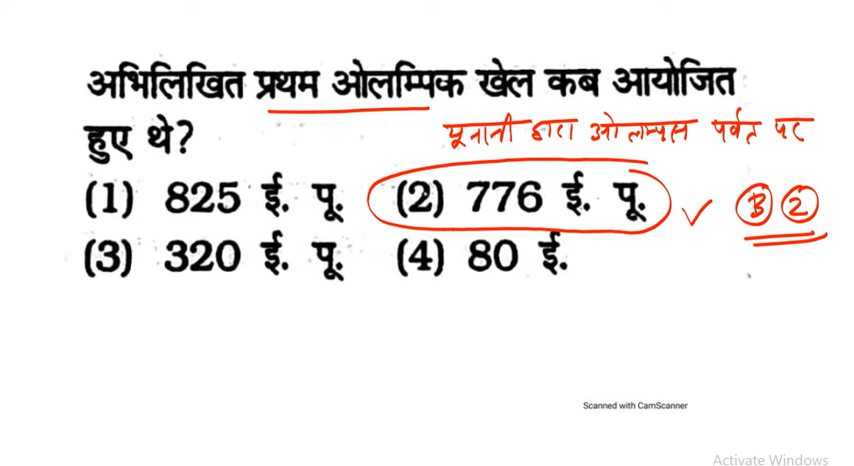 अभिलिखित प्रथम ओलम्पिक खेल कब आयोजित
हुए थे?
यूनानी द्वारा ओलम्पस पर्वत पर
(1) 825 ई. पू. (2) 776 ई. पू.
B 2
(3) 320 ई. पू. (4) 80 ई.
Scanned with CamScanner
Activate Windows